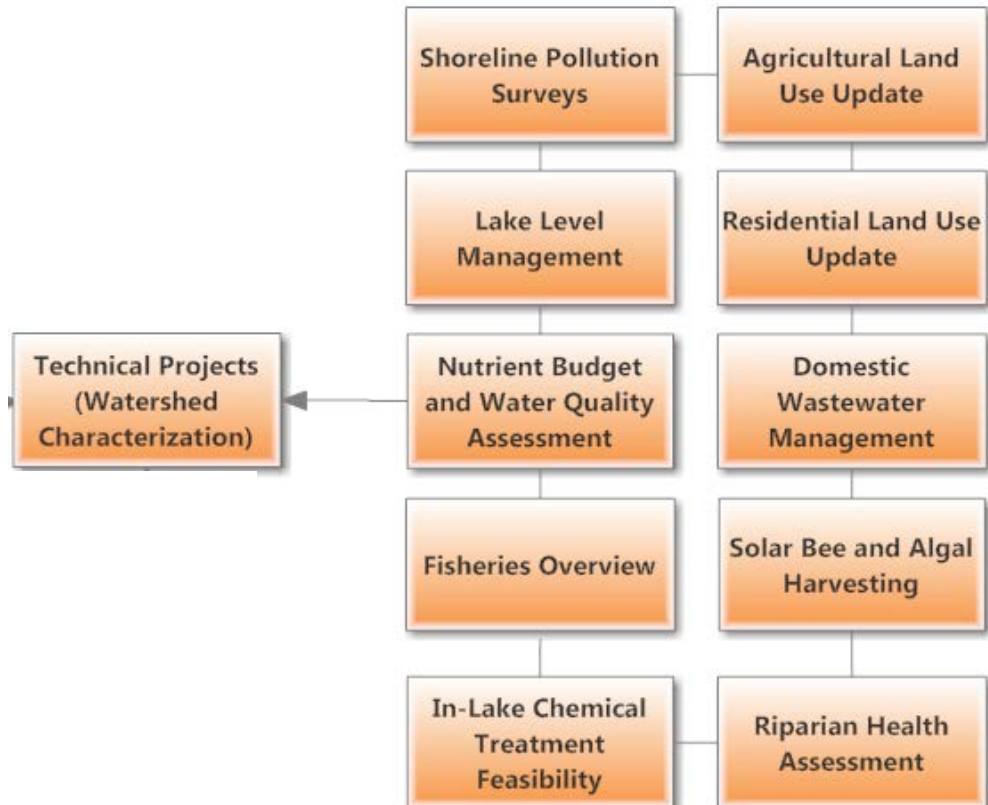 Shoreline Pollution
Surveys
Agricultural Land
Use Update
Lake Level
Management
Residential Land Use
Update
Technical Projects
(Watershed
Characterization)
Nutrient Budget
and Water Quality
Assessment
Domestic
Wastewater
Management
Fisheries Overview
Solar Bee and Algal
Harvesting
In-Lake Chemical
Treatment
Feasibility
Riparian Health
Assessment